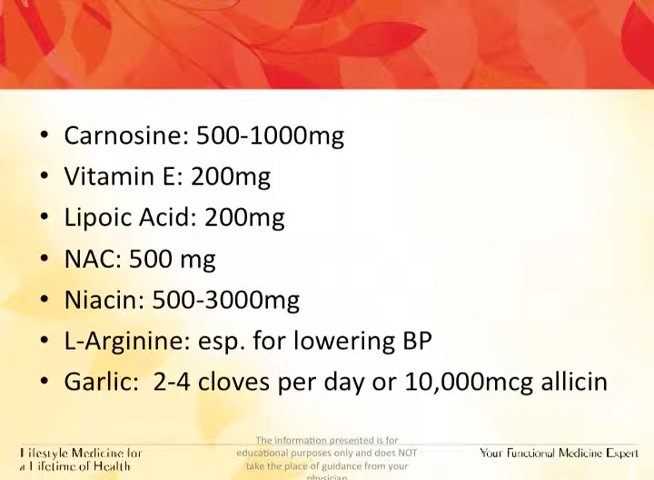 • Carnosine: 500-1000mg
• Vitamin E: 200mg
• Lipoic Acid: 200mg
• NAC: 500 mg
• Niacin: 500-3000mg
• L-Arginine: esp. for lowering BP
• Garlic:  2-4 cloves per day or 10,000mcg allicin
Lifestyle Medicine for
a Lifetime of Health
The information presented is for
educational purposes only and does NOT
take the place of guidance from your
physician
Your Functional Medicine Expert